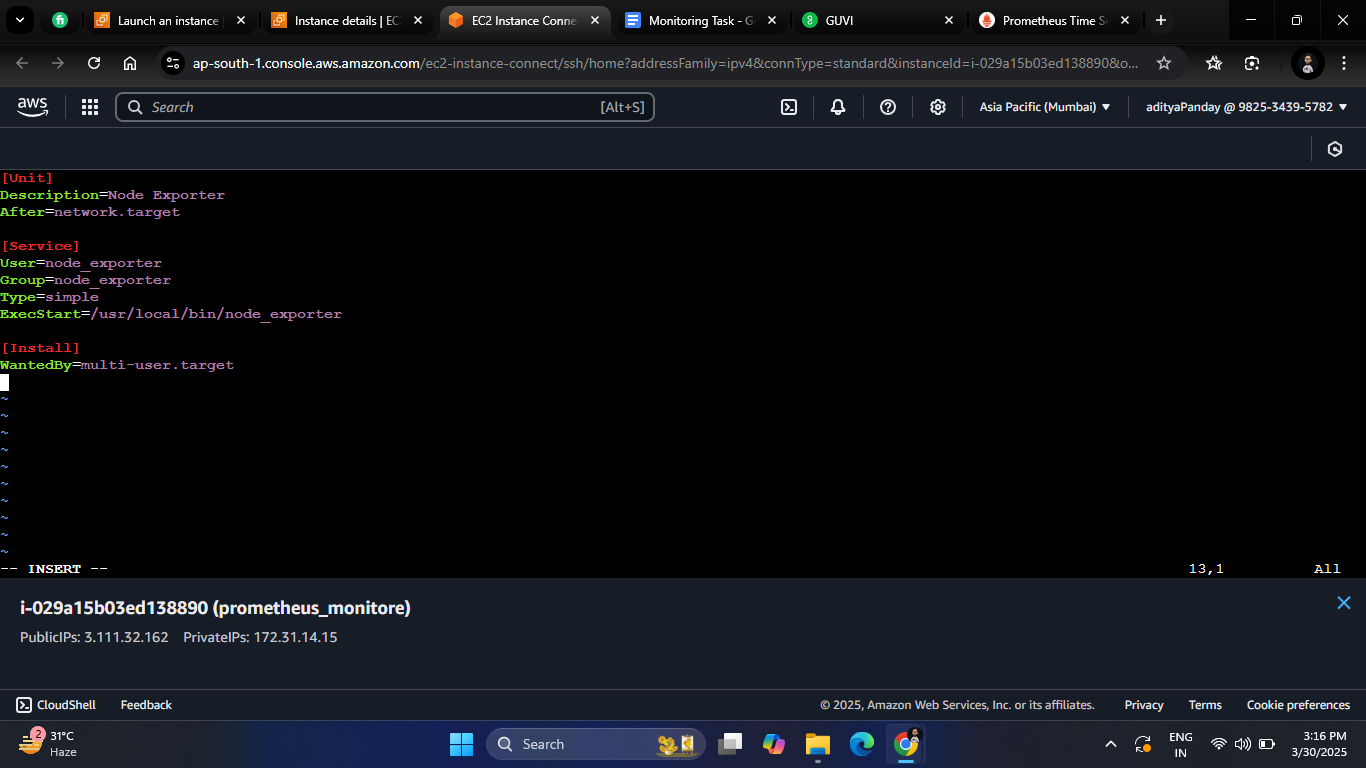 Launch an instance
Instance details | EC
EC2 Instance Conne
Monitoring Task - G
GUVI
Prometheus Time Se
ap-south-1.console.aws.amazon.com/ec2-instance-connect/ssh/home?addressFamily=ipv4&connType=standard&instanceId=i-029a15b03ed138890&o...
aws
Search
[Alt+S]
Asia Pacific (Mumbai)
adityaPanday @ 9825-3439-5782
[Unit]
Description=Node Exporter
After=network.target
[Service]
User=node_exporter
Group=node_exporter
Type=simple
ExecStart=/usr/local/bin/node_exporter
[Install]
WantedBy=multi-user.target
~
~
~
~
~
~
~
~
~
~
-- INSERT --
13,1
All
i-029a15b03ed138890 (prometheus_monitore)
PublicIPs: 3.111.32.162 PrivateIPs: 172.31.14.15
CloudShell
Feedback
© 2025, Amazon Web Services, Inc. or its affiliates.
Privacy
Terms
Cookie preferences
2
31°C
Haze
Search
ENG
IN
3:16 PM
3/30/2025